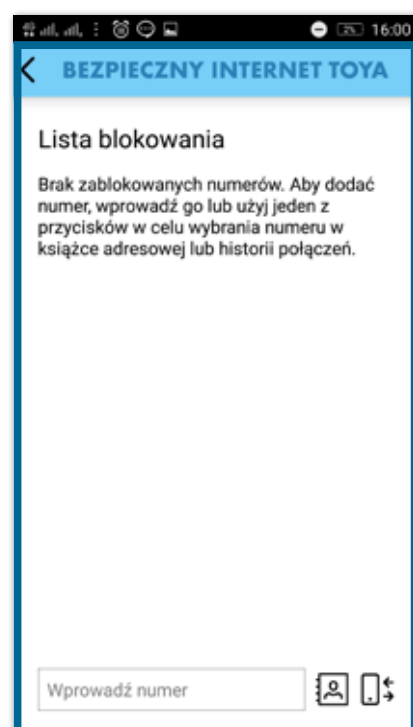 16:00
BEZPIECZNY INTERNET TOYA
Lista blokowania
Brak zablokowanych numerów. Aby dodać
numer, wprowadź go lub użyj jeden z
przycisków w celu wybrania numeru w
książce adresowej lub historii połączeń.
Wprowadź numer